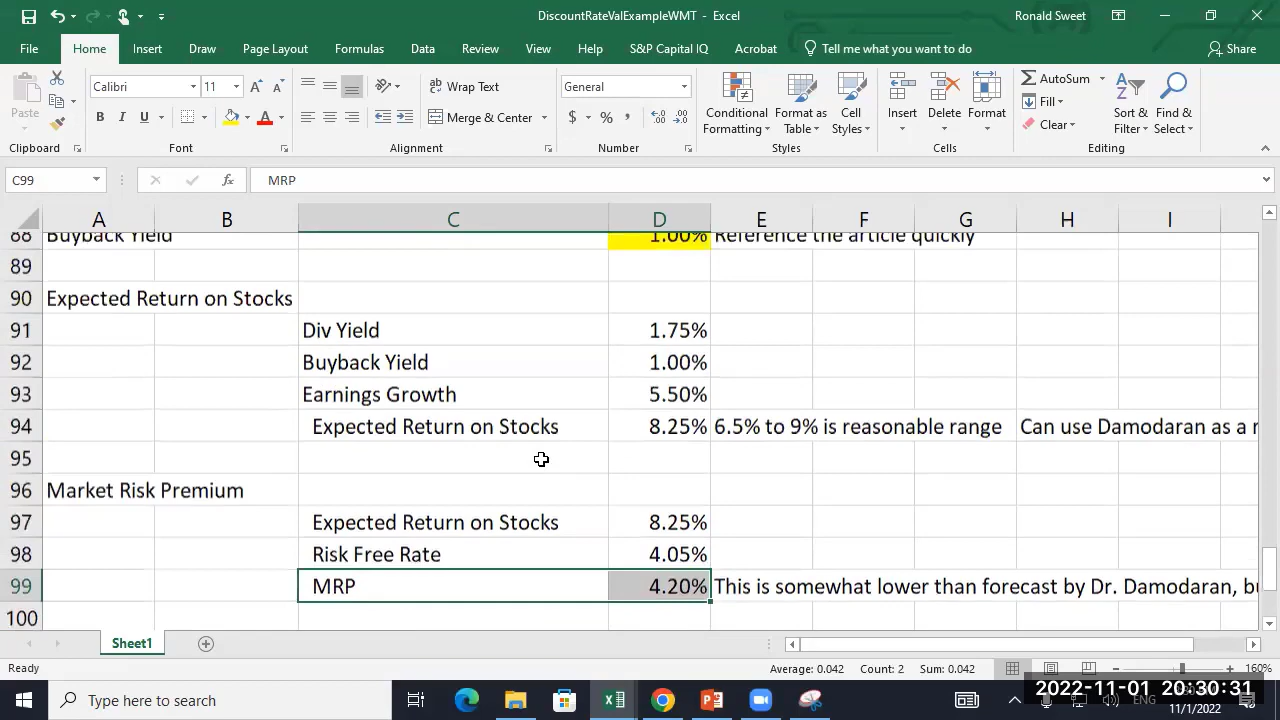 DiscountRateValExampleWMT - Excel
Ronald Sweet
File Home Insert Draw Page Layout Formulas Data Review View Help S&P Capital IQ Acrobat Tell me what you want to do Share
Paste
Calibri 11
B I U
Wrap Text
Merge & Center
General
$ % ,
Conditional Formatting
Format as Table
Cell Styles
Insert Delete Format
AutoSum
Fill
Clear
Sort & Filter
Find & Select
Clipboard Font Alignment Number Styles Cells Editing
C99 fx MRP
A B C D E F G H I
88 Buyback Yield 1.00% Reference the article quickly
89
90 Expected Return on Stocks
91 Div Yield 1.75%
92 Buyback Yield 1.00%
93 Earnings Growth 5.50%
94 Expected Return on Stocks 8.25% 6.5% to 9% is reasonable range Can use Damodaran as a
95
96 Market Risk Premium
97 Expected Return on Stocks 8.25%
98 Risk Free Rate 4.05%
99 MRP 4.20% This is somewhat lower than forecast by Dr. Damodaran,
100
Sheet1
Ready Average: 0.042 Count: 2 Sum: 0.042 160%
Type here to search
2022-11-01 20:30:31
ENG
11/1/2022